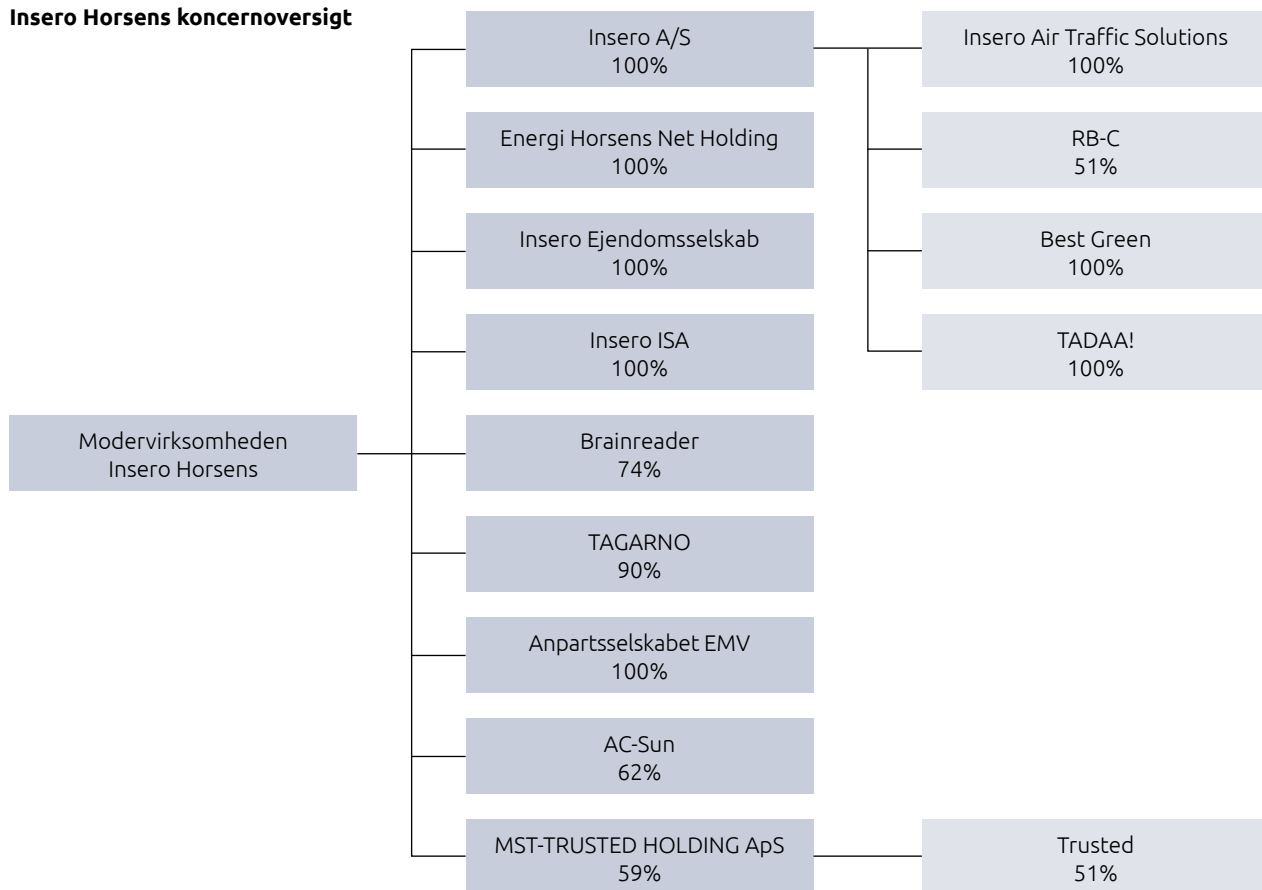 Insero Horsens koncernoversigt
Modervirksomheden
Insero Horsens
Insero A/S
100%
Energi Horsens Net Holding
100%
Insero Ejendomsselskab
100%
Insero ISA
100%
Brainreader
74%
TAGARNO
90%
Anpartsselskabet EMV
100%
AC-Sun
62%
MST-TRUSTED HOLDING ApS
59%
Insero Air Traffic Solutions
100%
RB-C
51%
Best Green
100%
TADAA!
100%
Trusted
51%